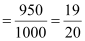 = 950/1000 = 19/20